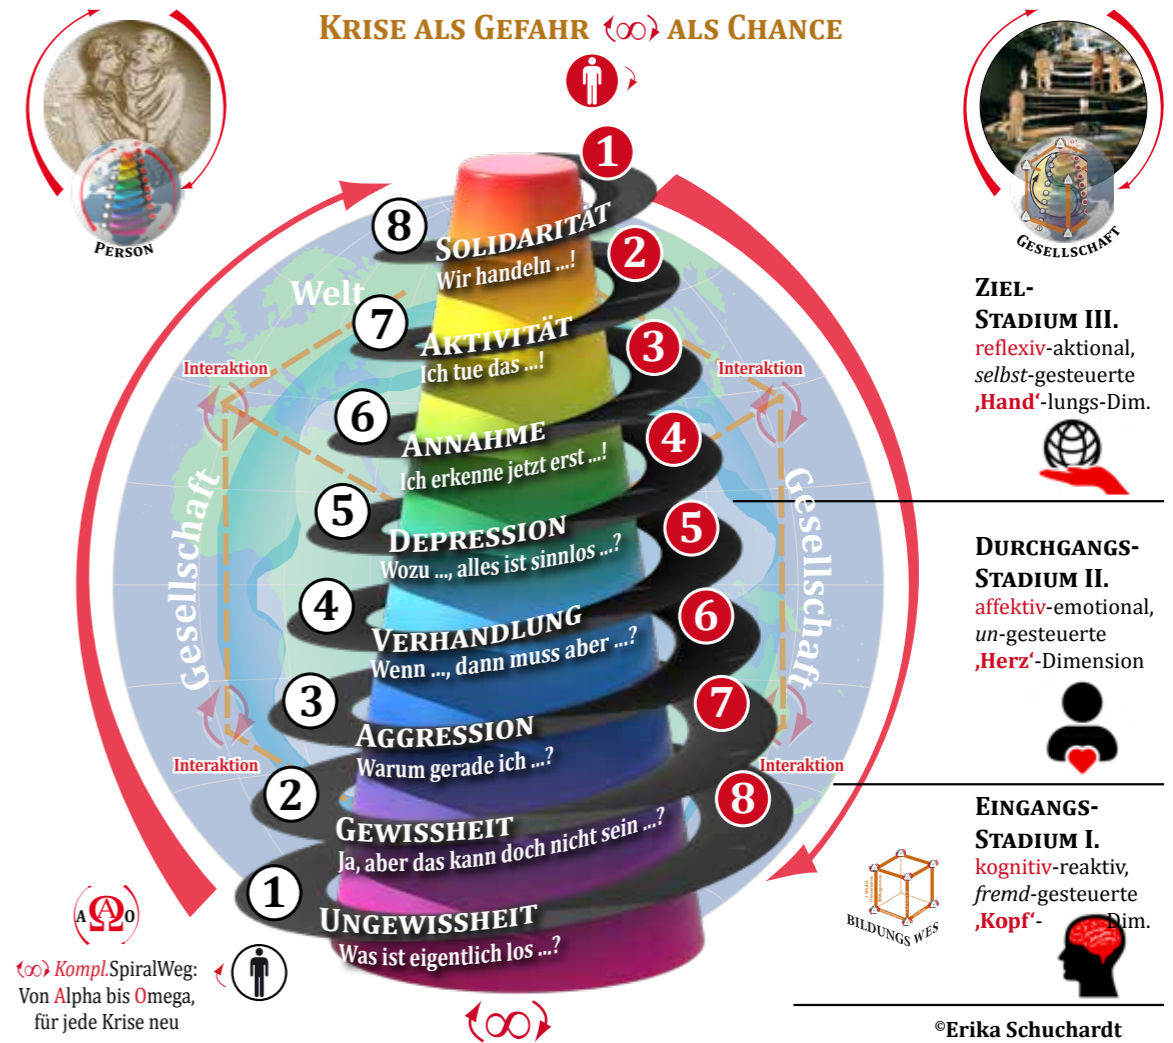 KRISE ALS GEFAHR ∞ ALS CHANCE
PERSON
GESELLSCHAFT
1
8
SOLIDARITÄT
Wir handeln ...!
2
Welt
7
AKTIVITÄT
Ich tue das ...!
3
Interaktion
Interaktion
6
ANNAHME
Ich erkenne jetzt erst ...!
4
5
DEPRESSION
Wozu ..., alles ist sinnlos ...?
5
Gesellschaft
Gesellschaft
4
VERHANDLUNG
Wenn ..., dann muss aber ...?
6
3
AGGRESSION
Warum gerade ich ...?
7
Interaktion
Interaktion
2
GEWISSHEIT
Ja, aber das kann doch nicht sein ...?
8
1
UNGEWISSHEIT
Was ist eigentlich los ...?
∞
ZIEL-
STADIUM III.
reflexiv-aktional,
selbst-gesteuerte
‚Hand‘-lungs-Dim.
DURCHGANGS-
STADIUM II.
affektiv-emotional,
un-gesteuerte
‚Herz‘-Dimension
EINGANGS-
STADIUM I.
kognitiv-reaktiv,
fremd-gesteuerte
‚Kopf‘- Dim.
BILDUNGS WES
A AΩ O
∞ Kompl.SpiralWeg:
Von Alpha bis Omega,
für jede Krise neu
©Erika Schuchardt